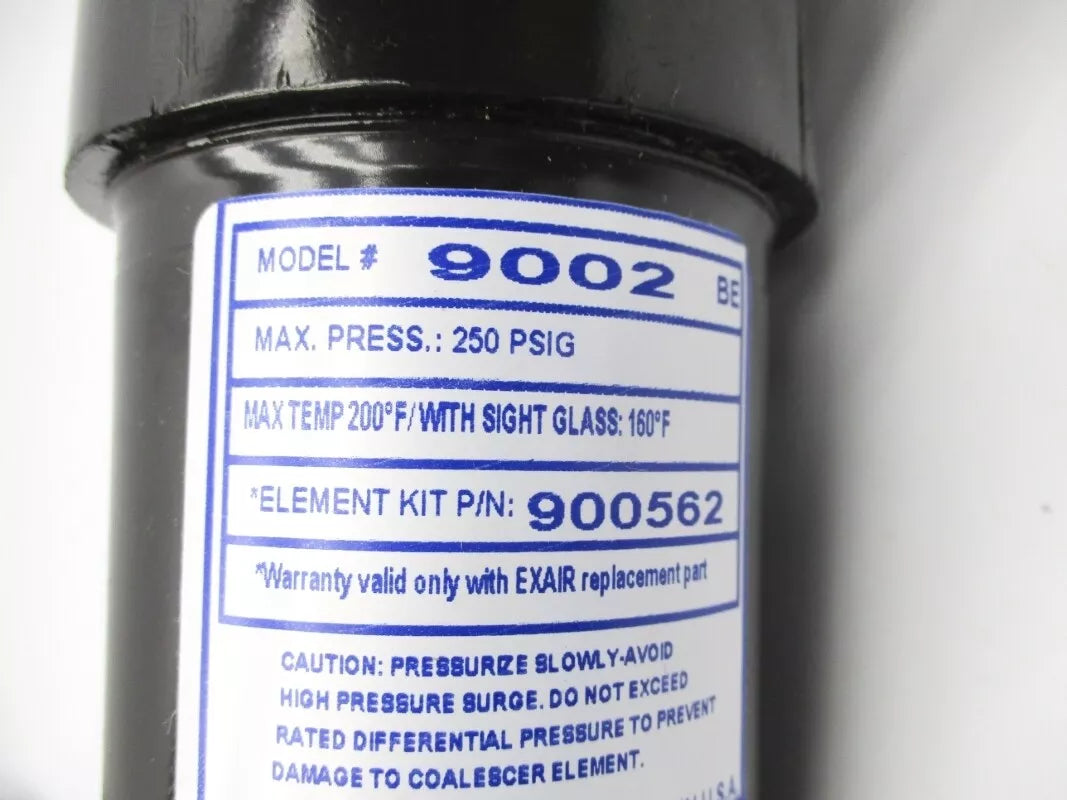 MODEL # 9002 BE
MAX. PRESS.: 250 PSIG
MAX TEMP 200°F/ WITH SIGHT GLASS: 160°F
*ELEMENT KIT P/N: 900562
*Warranty valid only with EXAIR replacement part
CAUTION: PRESSURIZE SLOWLY-AVOID
HIGH PRESSURE SURGE. DO NOT EXCEED
RATED DIFFERENTIAL PRESSURE TO PREVENT
DAMAGE TO COALESCER ELEMENT.
U.S.A.